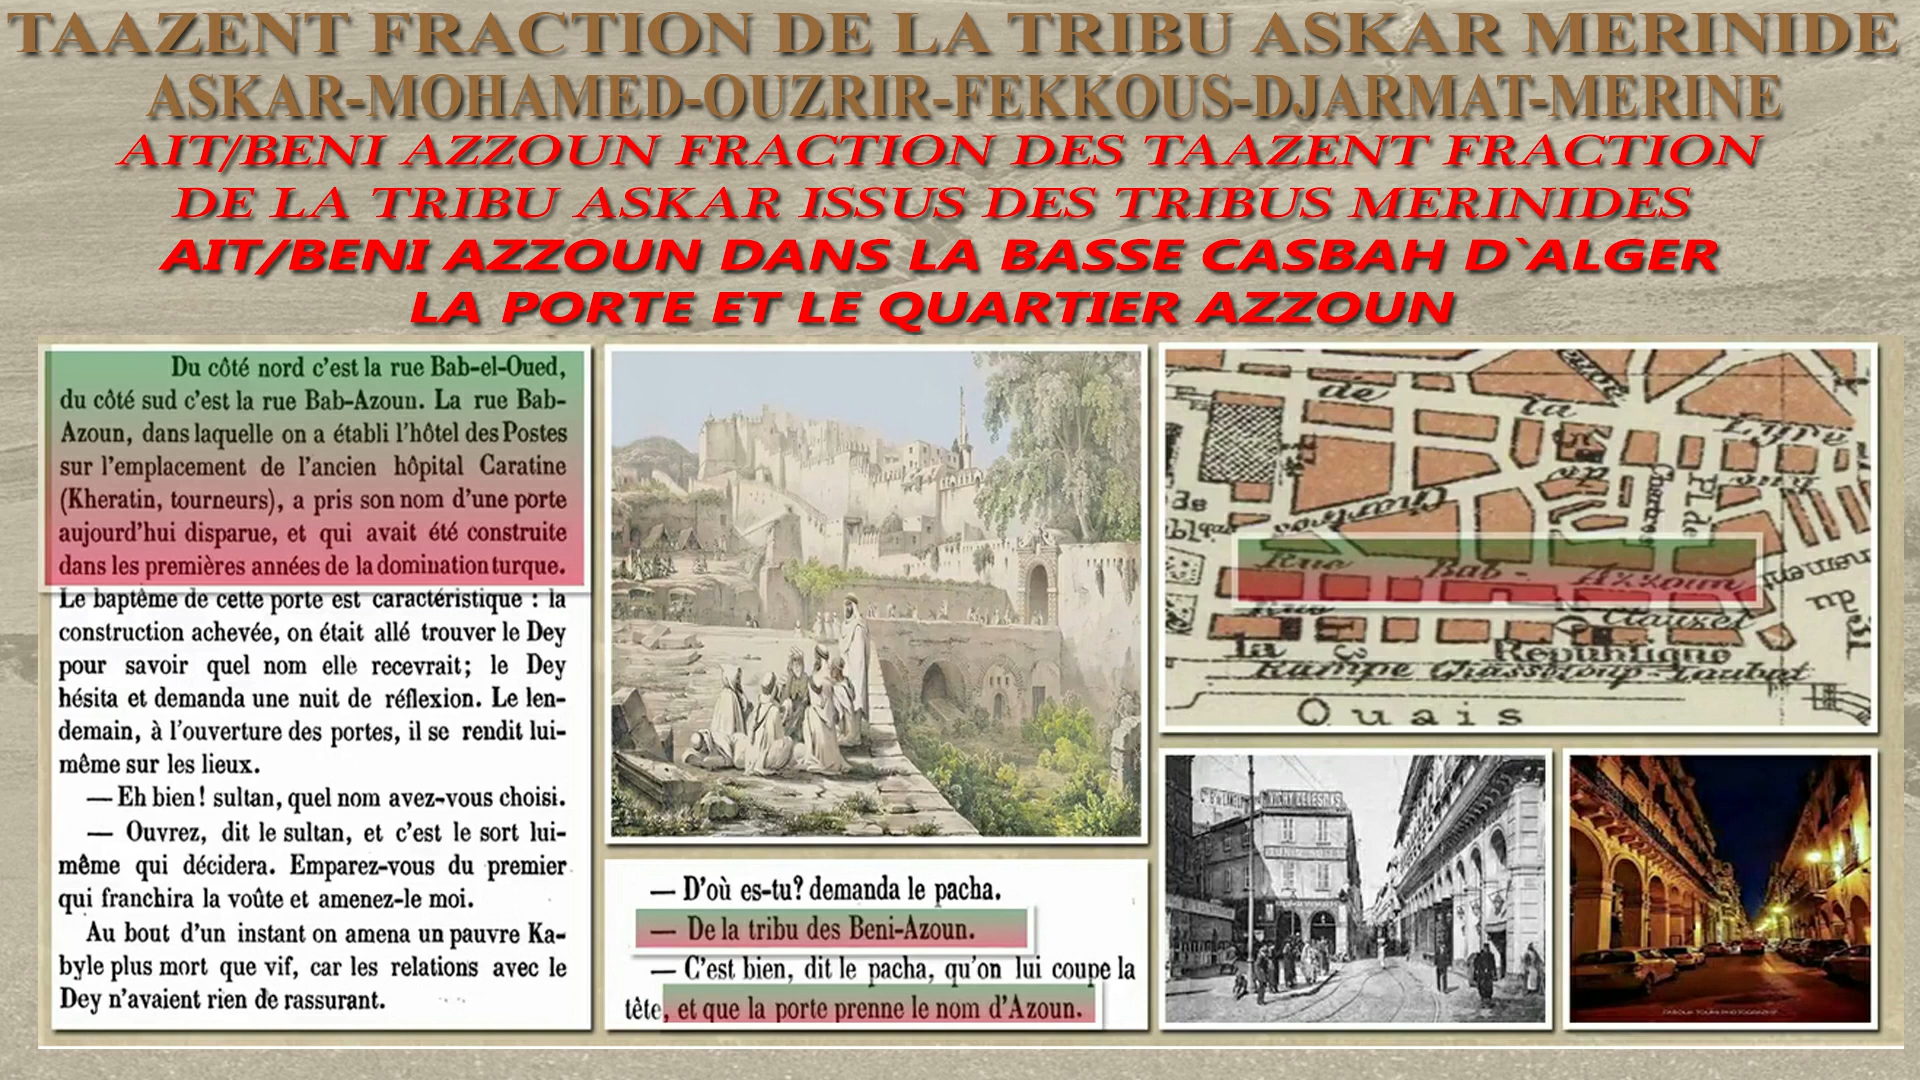 TAAZENT FRACTION DE LA TRIBU ASKAR MERINIDE
ASKAR-MOHAMED-OUZRIR-FEKKOUS-DJARMAT-MERINE
AIT/BENI AZZOUN FRACTION DES TAAZENT FRACTION
DE LA TRIBU ASKAR ISSUS DES TRIBUS MERINIDES
AIT/BENI AZZOUN DANS LA BASSE CASBAH D`ALGER
LA PORTE ET LE QUARTIER AZZOUN
Du côté nord c'est la rue Bab-el-Oued,
du côté sud c'est la rue Bab-Azoun. La rue Bab-
Azoun, dans laquelle on a établi l'hôtel des Postes
sur l'emplacement de l'ancien hôpital Caratine
(Kheratin, tourneurs), a pris son nom d'une porte
aujourd'hui disparue, et qui avait été construite
dans les premières années de la domination turque.
Le baptême de cette porte est caractéristique : la
construction achevée, on était allé trouver le Dey
pour savoir quel nom elle recevrait; le Dey
hésita et demanda une nuit de réflexion. Le len-
demain, à l'ouverture des portes, il se rendit lui-
même sur les lieux.
— Eh bien! sultan, quel nom avez-vous choisi.
— Ouvrez, dit le sultan, et c'est le sort lui-
même qui décidera. Emparez-vous du premier
qui franchira la voûte et amenez-le moi.
Au bout d'un instant on amena un pauvre Ka-
byle plus mort que vif, car les relations avec le
Dey n'avaient rien de rassurant.
— D'où es-tu? demanda le pacha.
— De la tribu des Beni-Azoun.
— C'est bien, dit le pacha, qu'on lui coupe la
tête, et que la porte prenne le nom d'Azoun.
de la Lyre
Chartres
Pl. de
Rue Bab-Azzoun
Rue Clauzel
la République
Rampe Chasseloup-Laubat
Quais